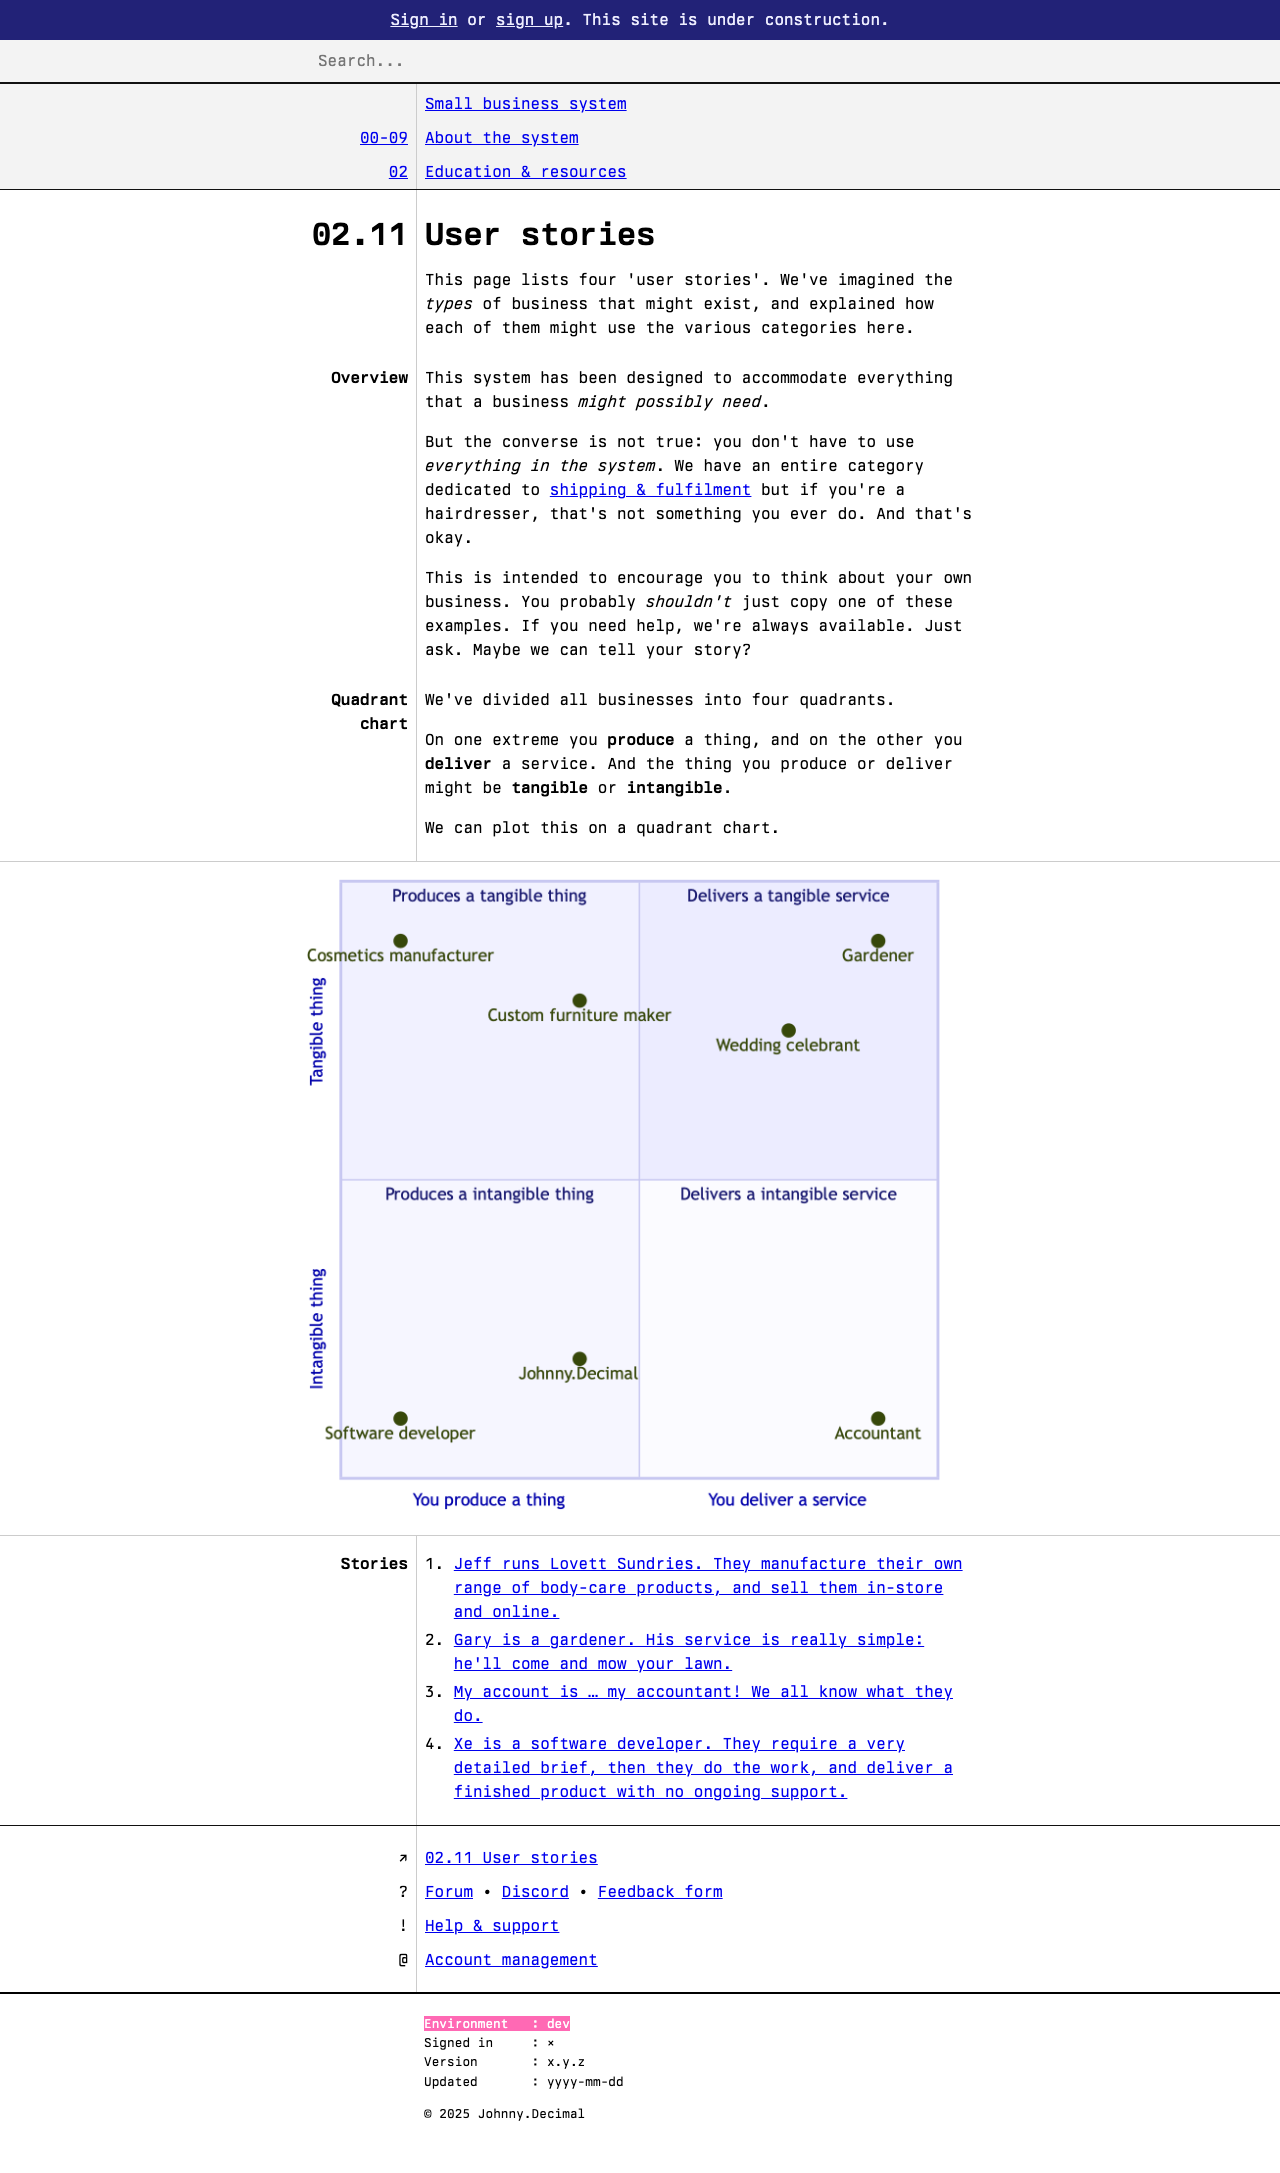 Sign in or sign up. This site is under construction.
Search...
Small business system
00-09 About the system
02 Education & resources
02.11 User stories
This page lists four 'user stories'. We've imagined the
types of business that might exist, and explained how
each of them might use the various categories here.
Overview This system has been designed to accommodate everything
that a business might possibly need.
But the converse is not true: you don't have to use
everything in the system. We have an entire category
dedicated to shipping & fulfilment but if you're a
hairdresser, that's not something you ever do. And that's
okay.
This is intended to encourage you to think about your own
business. You probably shouldn't just copy one of these
examples. If you need help, we're always available. Just
ask. Maybe we can tell your story?
Quadrant We've divided all businesses into four quadrants.
chart
On one extreme you produce a thing, and on the other you
deliver a service. And the thing you produce or deliver
might be tangible or intangible.
We can plot this on a quadrant chart.
Produces a tangible thing Delivers a tangible service
Cosmetics manufacturer Gardener
Custom furniture maker
Wedding celebrant
Tangible thing
Produces a intangible thing Delivers a intangible service
Intangible thing
Johnny.Decimal
Software developer Accountant
You produce a thing You deliver a service
Stories 1. Jeff runs Lovett Sundries. They manufacture their own
range of body-care products, and sell them in-store
and online.
2. Gary is a gardener. His service is really simple:
he'll come and mow your lawn.
3. My account is … my accountant! We all know what they
do.
4. Xe is a software developer. They require a very
detailed brief, then they do the work, and deliver a
finished product with no ongoing support.
↗ 02.11 User stories
? Forum • Discord • Feedback form
! Help & support
@ Account management
Environment : dev
Signed in : ×
Version : x.y.z
Updated : yyyy-mm-dd
© 2025 Johnny.Decimal